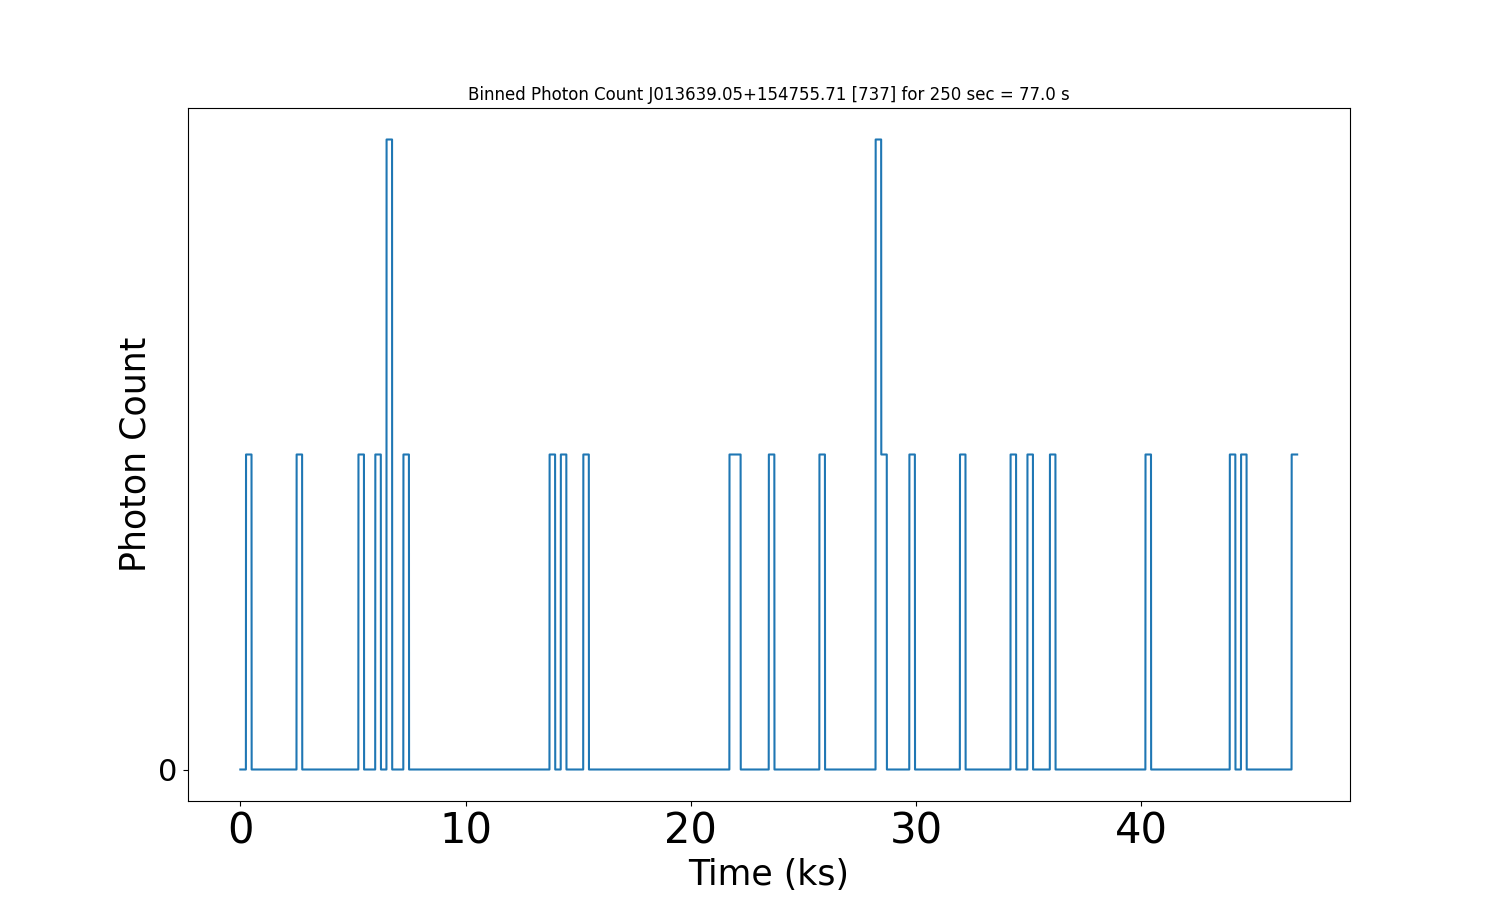 Binned Photon Count J013639.05+154755.71 [737] for 250 sec = 77.0 s
Photon Count
0
0 10 20 30 40
Time (ks)